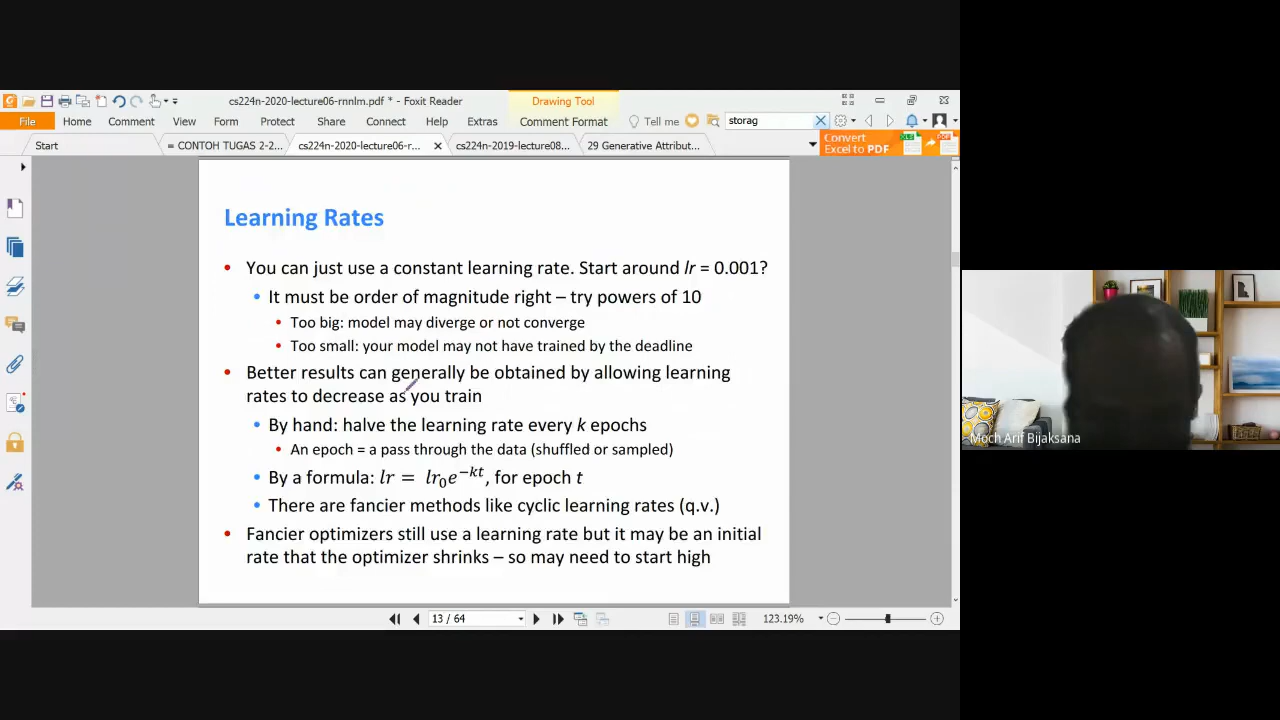 cs224n-2020-lecture06-rnnlm.pdf * - Foxit Reader
Drawing Tool
File Home Comment View Form Protect Share Connect Help Extras Comment Format Tell me storag
Start = CONTOH TUGAS 2-2... cs224n-2020-lecture06-r... cs224n-2019-lecture08... 29 Generative Attribut...
Convert
Excel to PDF
Learning Rates
• You can just use a constant learning rate. Start around lr = 0.001?
• It must be order of magnitude right – try powers of 10
• Too big: model may diverge or not converge
• Too small: your model may not have trained by the deadline
• Better results can generally be obtained by allowing learning
rates to decrease as you train
• By hand: halve the learning rate every k epochs
• An epoch = a pass through the data (shuffled or sampled)
• By a formula: lr = lr₀e^(−kt), for epoch t
• There are fancier methods like cyclic learning rates (q.v.)
• Fancier optimizers still use a learning rate but it may be an initial
rate that the optimizer shrinks – so may need to start high
13 / 64
123.19%
Moch Arif Bijaksana